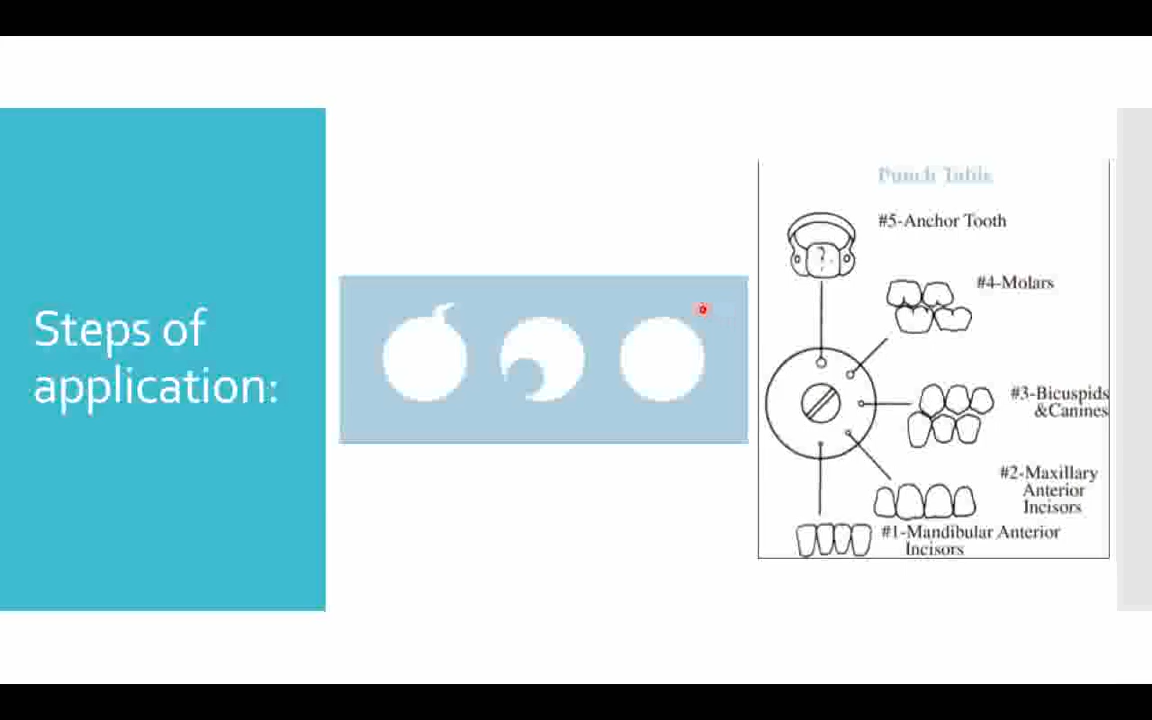 Steps of
application:
Punch Table
#5-Anchor Tooth
#4-Molars
#3-Bicuspids
&Canines
#2-Maxillary
Anterior
Incisors
#1-Mandibular Anterior
Incisors